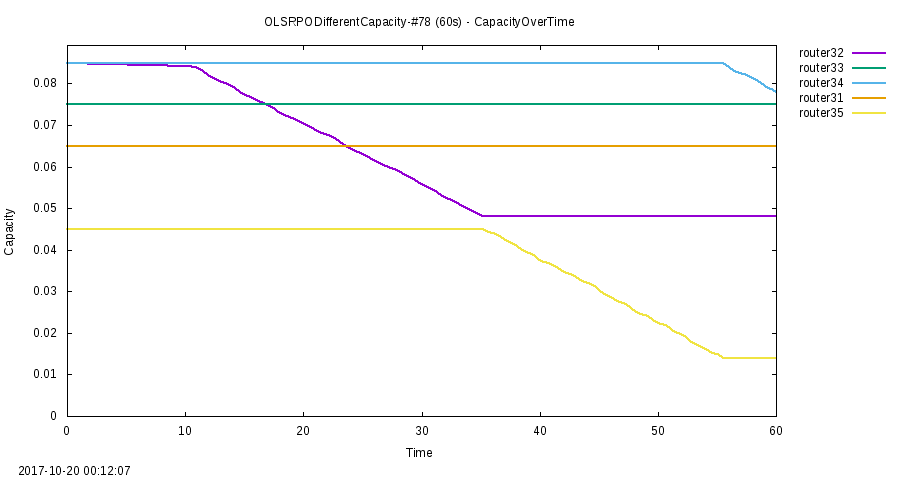 OLSRPODifferentCapacity-#78 (60s) - CapacityOverTime
router32
router33
router34
router31
router35
0.08
0.07
0.06
0.05
0.04
0.03
0.02
0.01
0
Capacity
0 10 20 30 40 50 60
Time
2017-10-20 00:12:07